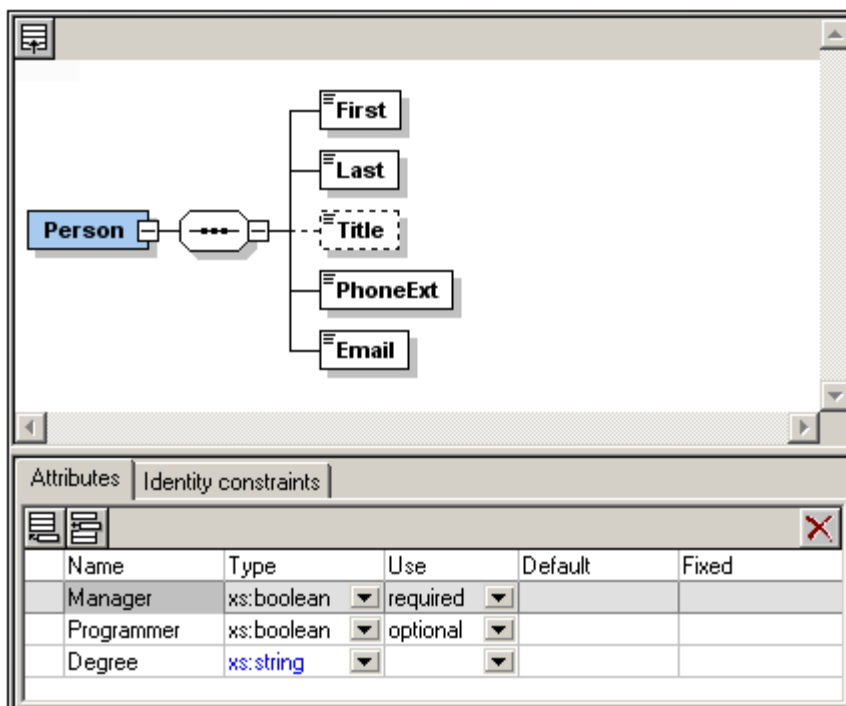 First
Last
Person
Title
PhoneExt
Email
Attributes Identity constraints
Name Type Use Default Fixed
Manager xs:boolean required
Programmer xs:boolean optional
Degree xs:string